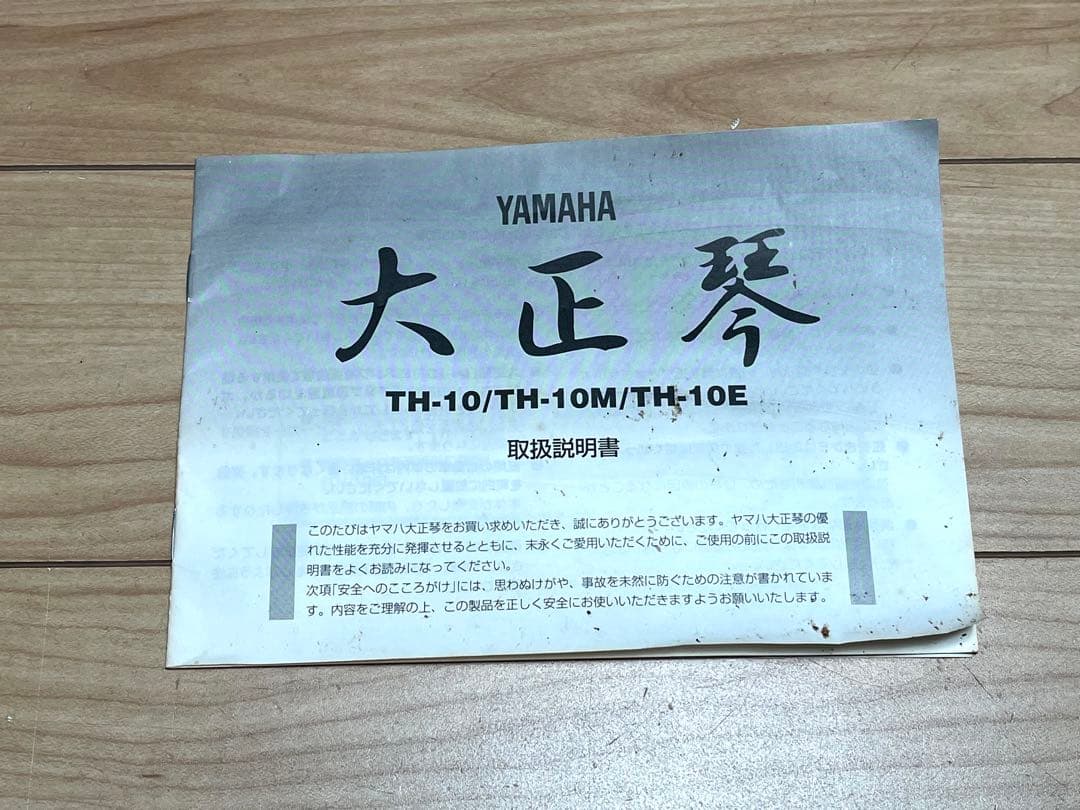 YAMAHA
大正琴
TH-10/TH-10M/TH-10E
取扱説明書
このたびはヤマハ大正琴をお買い求めいただき、誠にありがとうございます。ヤマハ大正琴の優
れた性能を充分に発揮させるとともに、末永くご愛用いただくために、ご使用の前にこの取扱説
明書をよくお読みになってください。
次項「安全へのこころがけ」には、思わぬけがや、事故を未然に防ぐための注意が書かれていま
す。内容をご理解の上、この製品を正しく安全にお使いいただきますようお願いいたします。